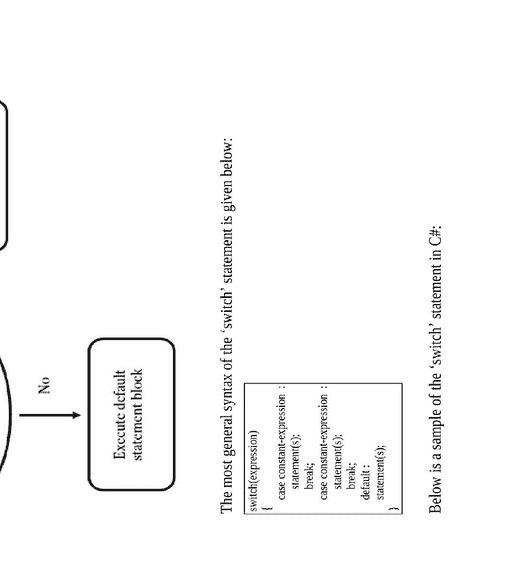 No
Execute default
statement block
The most general syntax of the ‘switch’ statement is given below:
switch(expression)
{
case constant-expression :
statement(s);
break;
case constant-expression :
statement(s);
break;
default :
statement(s);
}
Below is a sample of the ‘switch’ statement in C#: